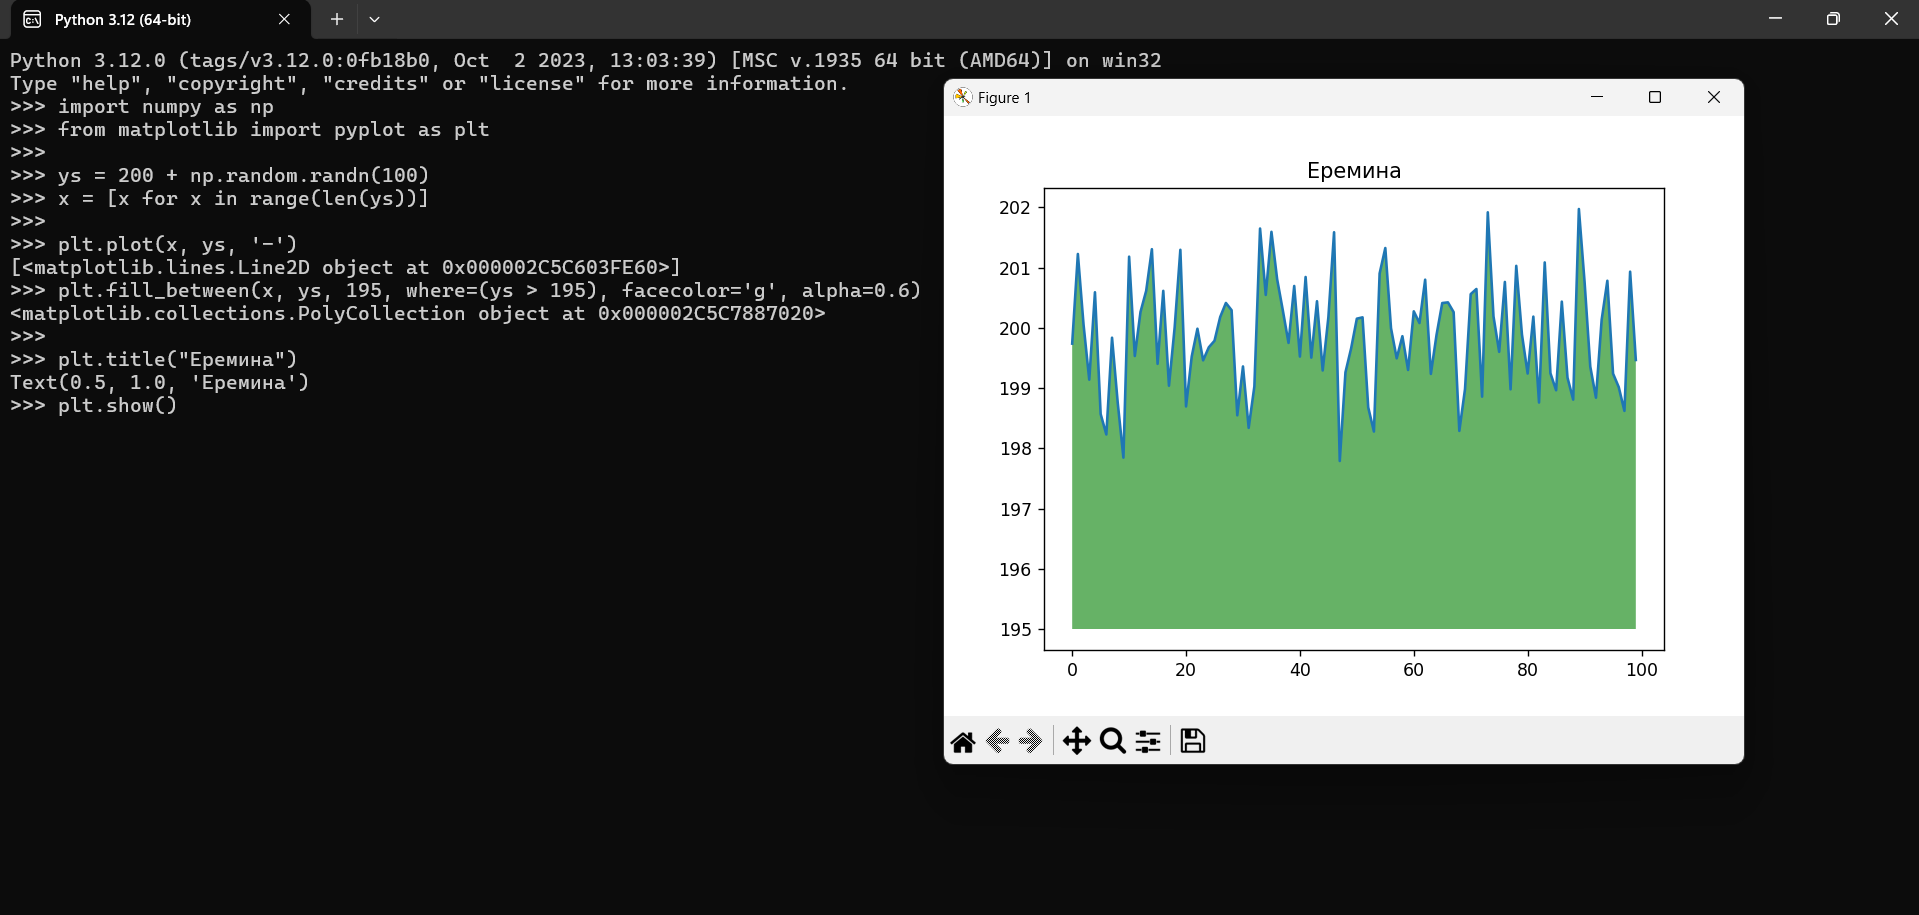 Python 3.12 (64-bit)
Python 3.12.0 (tags/v3.12.0:0fb18b0, Oct  2 2023, 13:03:39) [MSC v.1935 64 bit (AMD64)] on win32
Type "help", "copyright", "credits" or "license" for more information.
>>> import numpy as np
>>> from matplotlib import pyplot as plt
>>>
>>> ys = 200 + np.random.randn(100)
>>> x = [x for x in range(len(ys))]
>>>
>>> plt.plot(x, ys, '-')
[<matplotlib.lines.Line2D object at 0x000002C5C603FE60>]
>>> plt.fill_between(x, ys, 195, where=(ys > 195), facecolor='g', alpha=0.6)
<matplotlib.collections.PolyCollection object at 0x000002C5C7887020>
>>>
>>> plt.title("Еремина")
Text(0.5, 1.0, 'Еремина')
>>> plt.show()
Figure 1
Еремина
202
201
200
199
198
197
196
195
0 20 40 60 80 100